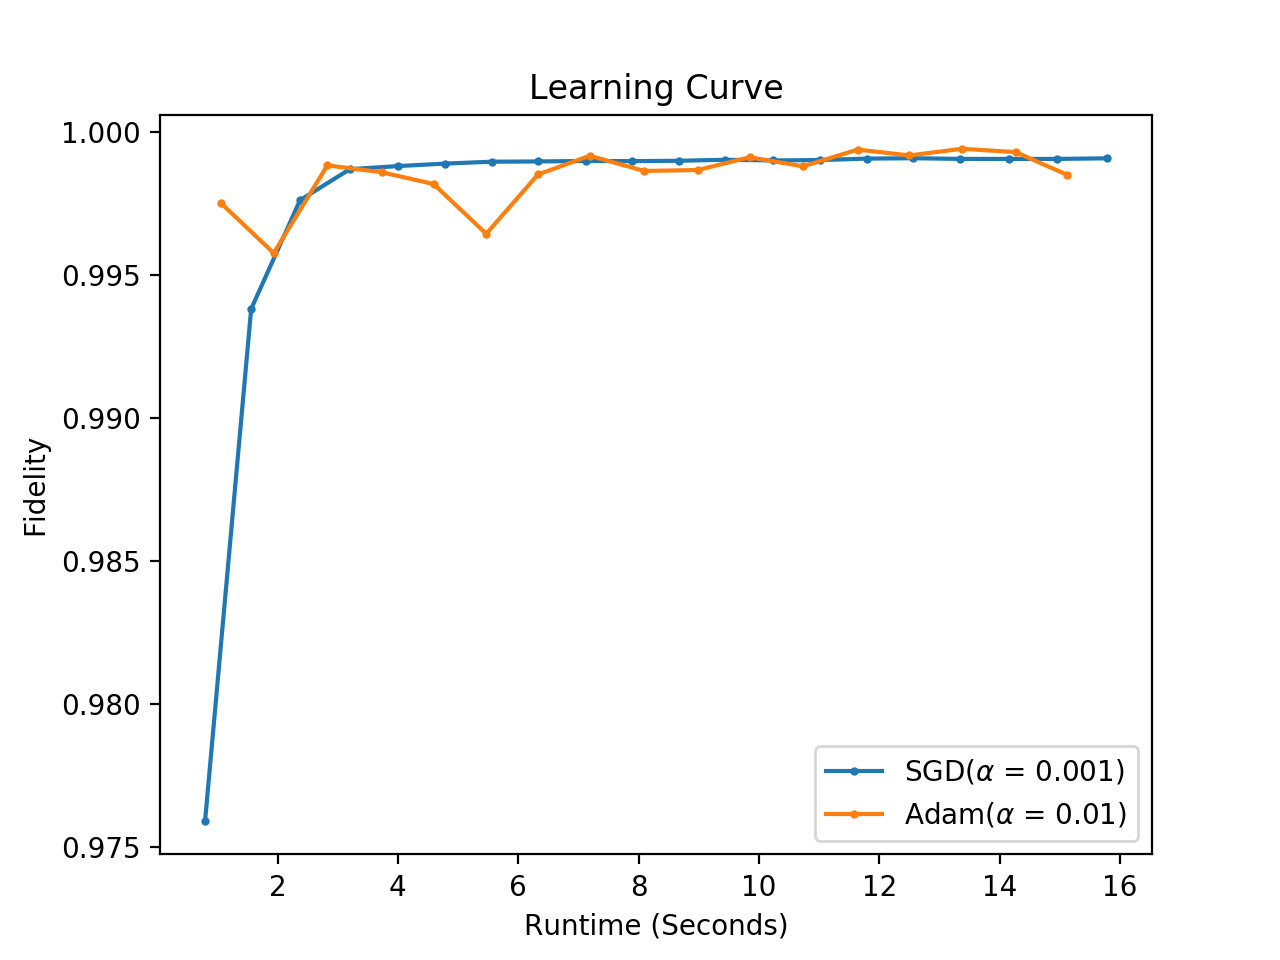 Learning Curve
1.000
0.995
0.990
0.985
0.980
0.975
Fidelity
2 4 6 8 10 12 14 16
Runtime (Seconds)
SGD(α = 0.001)
Adam(α = 0.01)